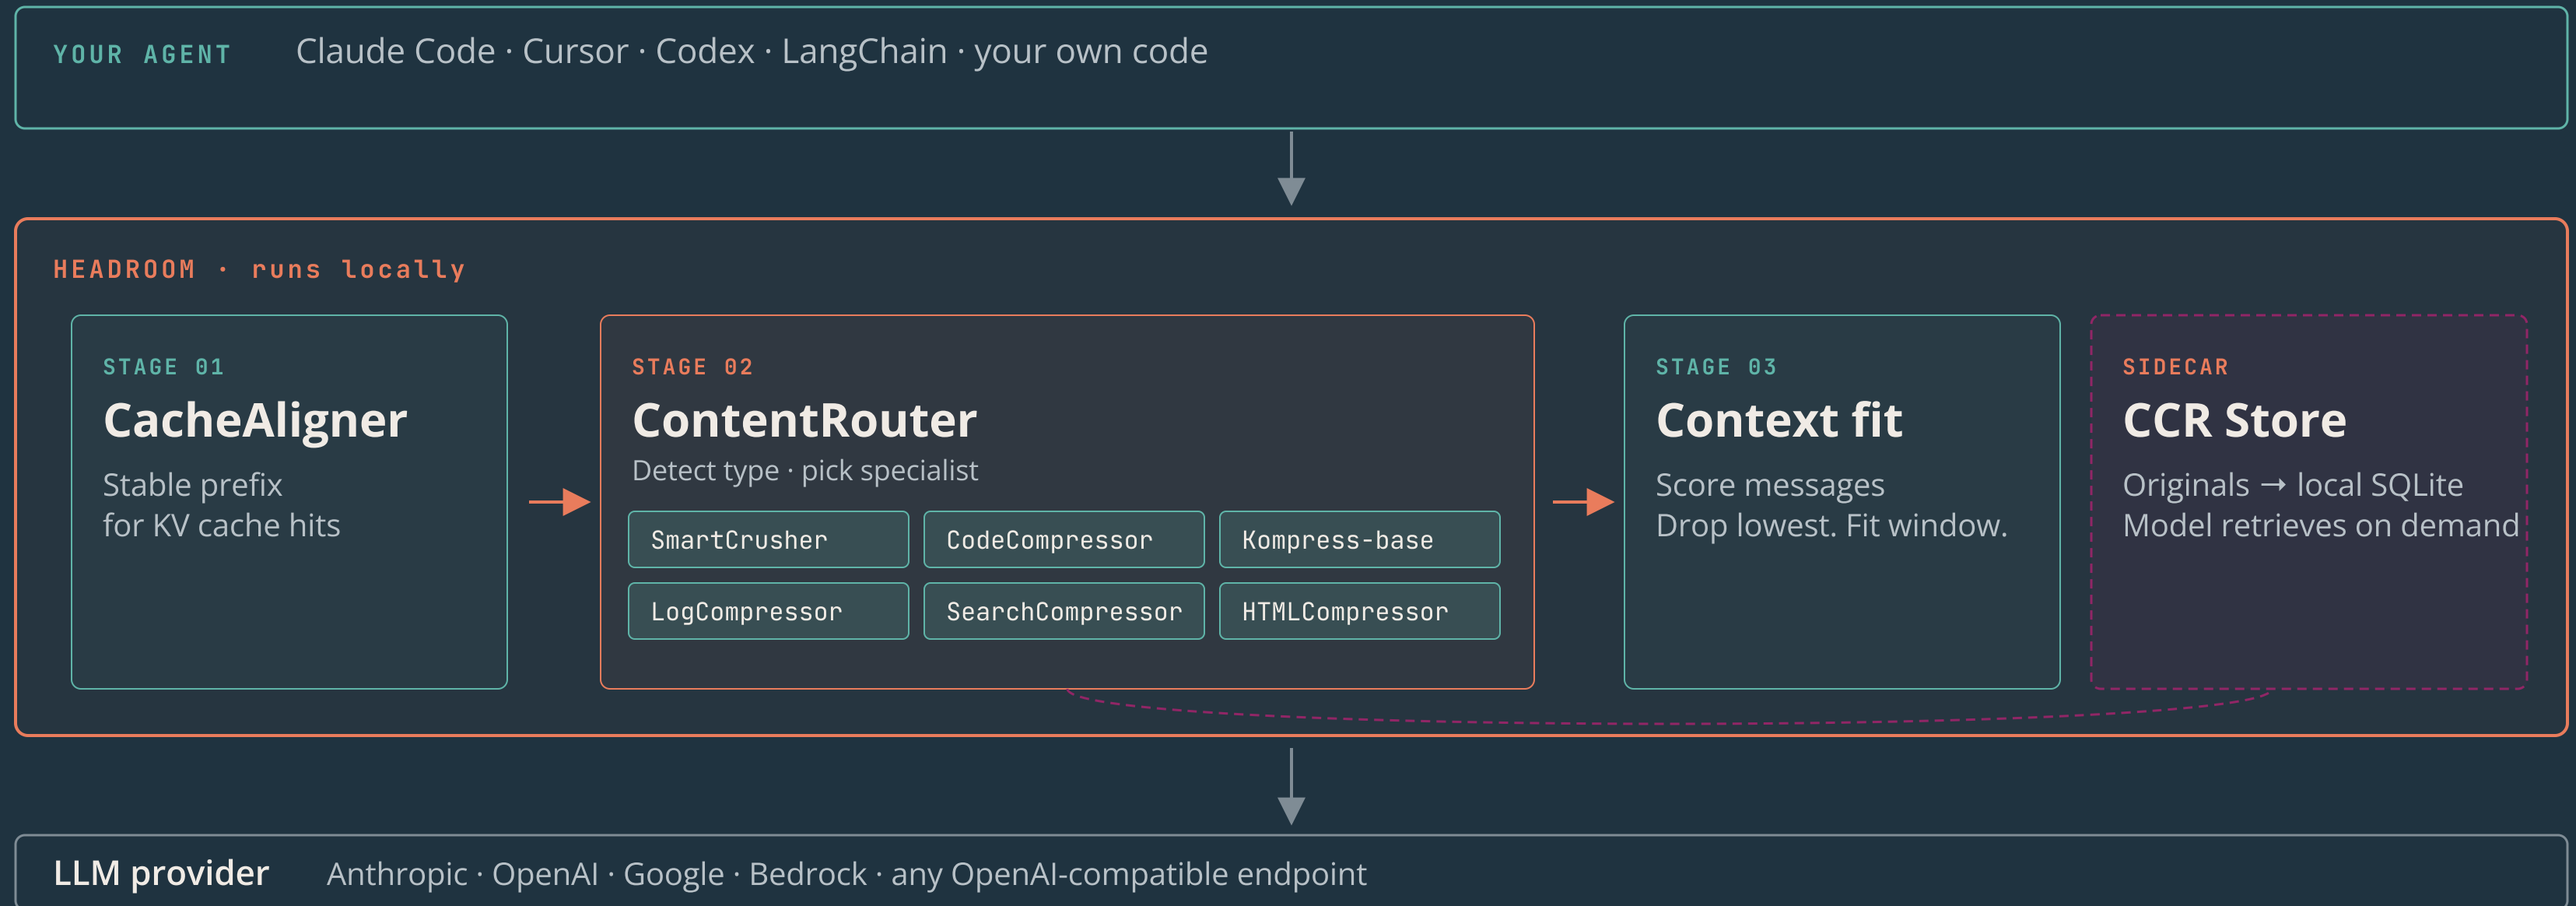 YOUR AGENT Claude Code · Cursor · Codex · LangChain · your own code
HEADROOM · runs locally
STAGE 01
CacheAligner
Stable prefix
for KV cache hits
STAGE 02
ContentRouter
Detect type · pick specialist
SmartCrusher
CodeCompressor
Kompress-base
LogCompressor
SearchCompressor
HTMLCompressor
STAGE 03
Context fit
Score messages
Drop lowest. Fit window.
SIDECAR
CCR Store
Originals → local SQLite
Model retrieves on demand
LLM provider Anthropic · OpenAI · Google · Bedrock · any OpenAI-compatible endpoint